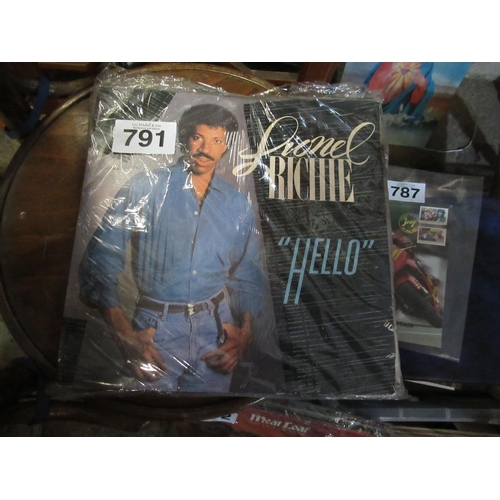 791
Lionel
RICHIE
"HELLO"
787
Meat Loaf